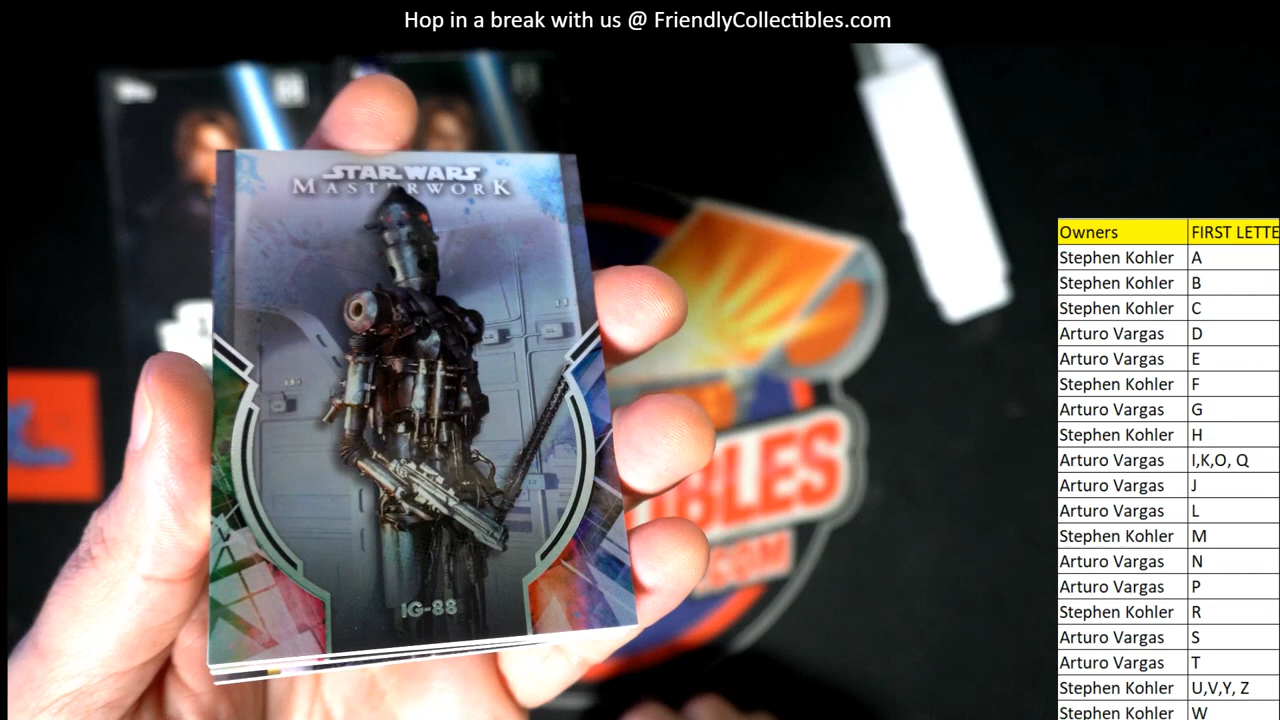 Hop in a break with us @ FriendlyCollectibles.com
STAR WARS
MASTERWORK
IG-88
BLES
.COM
Owners FIRST LETTE
Stephen Kohler A
Stephen Kohler B
Stephen Kohler C
Arturo Vargas D
Arturo Vargas E
Stephen Kohler F
Arturo Vargas G
Stephen Kohler H
Arturo Vargas I,K,O, Q
Arturo Vargas J
Arturo Vargas L
Stephen Kohler M
Arturo Vargas N
Arturo Vargas P
Stephen Kohler R
Arturo Vargas S
Arturo Vargas T
Stephen Kohler U,V,Y, Z
Stephen Kohler W